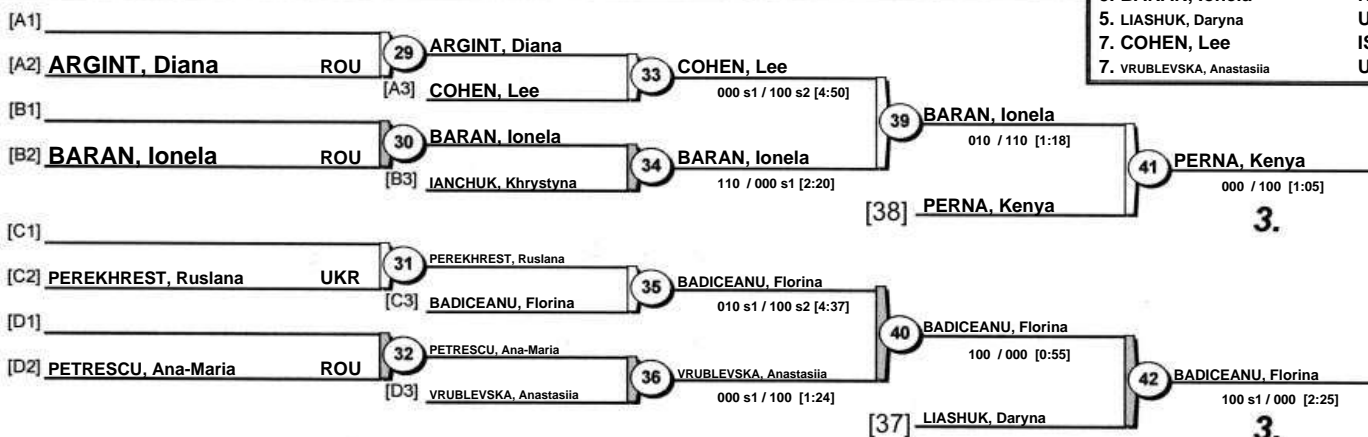 5. LIASHUK, Daryna U
7. COHEN, Lee IS
7. VRUBLEVSKA, Anastasiia U
[A1]
[A2] ARGINT, Diana ROU
29 ARGINT, Diana
[A3] COHEN, Lee
33 COHEN, Lee
000 s1 / 100 s2 [4:50]
[B1]
[B2] BARAN, Ionela ROU
30 BARAN, Ionela
[B3] IANCHUK, Khrystyna
34 BARAN, Ionela
110 / 000 s1 [2:20]
39 BARAN, Ionela
010 / 110 [1:18]
[38] PERNA, Kenya
41 PERNA, Kenya
000 / 100 [1:05]
3.
[C1]
[C2] PEREKHREST, Ruslana UKR
31 PEREKHREST, Ruslana
[C3] BADICEANU, Florina
35 BADICEANU, Florina
010 s1 / 100 s2 [4:37]
[D1]
[D2] PETRESCU, Ana-Maria ROU
32 PETRESCU, Ana-Maria
[D3] VRUBLEVSKA, Anastasiia
36 VRUBLEVSKA, Anastasiia
000 s1 / 100 [1:24]
40 BADICEANU, Florina
100 / 000 [0:55]
[37] LIASHUK, Daryna
42 BADICEANU, Florina
100 s1 / 000 [2:25]
3.